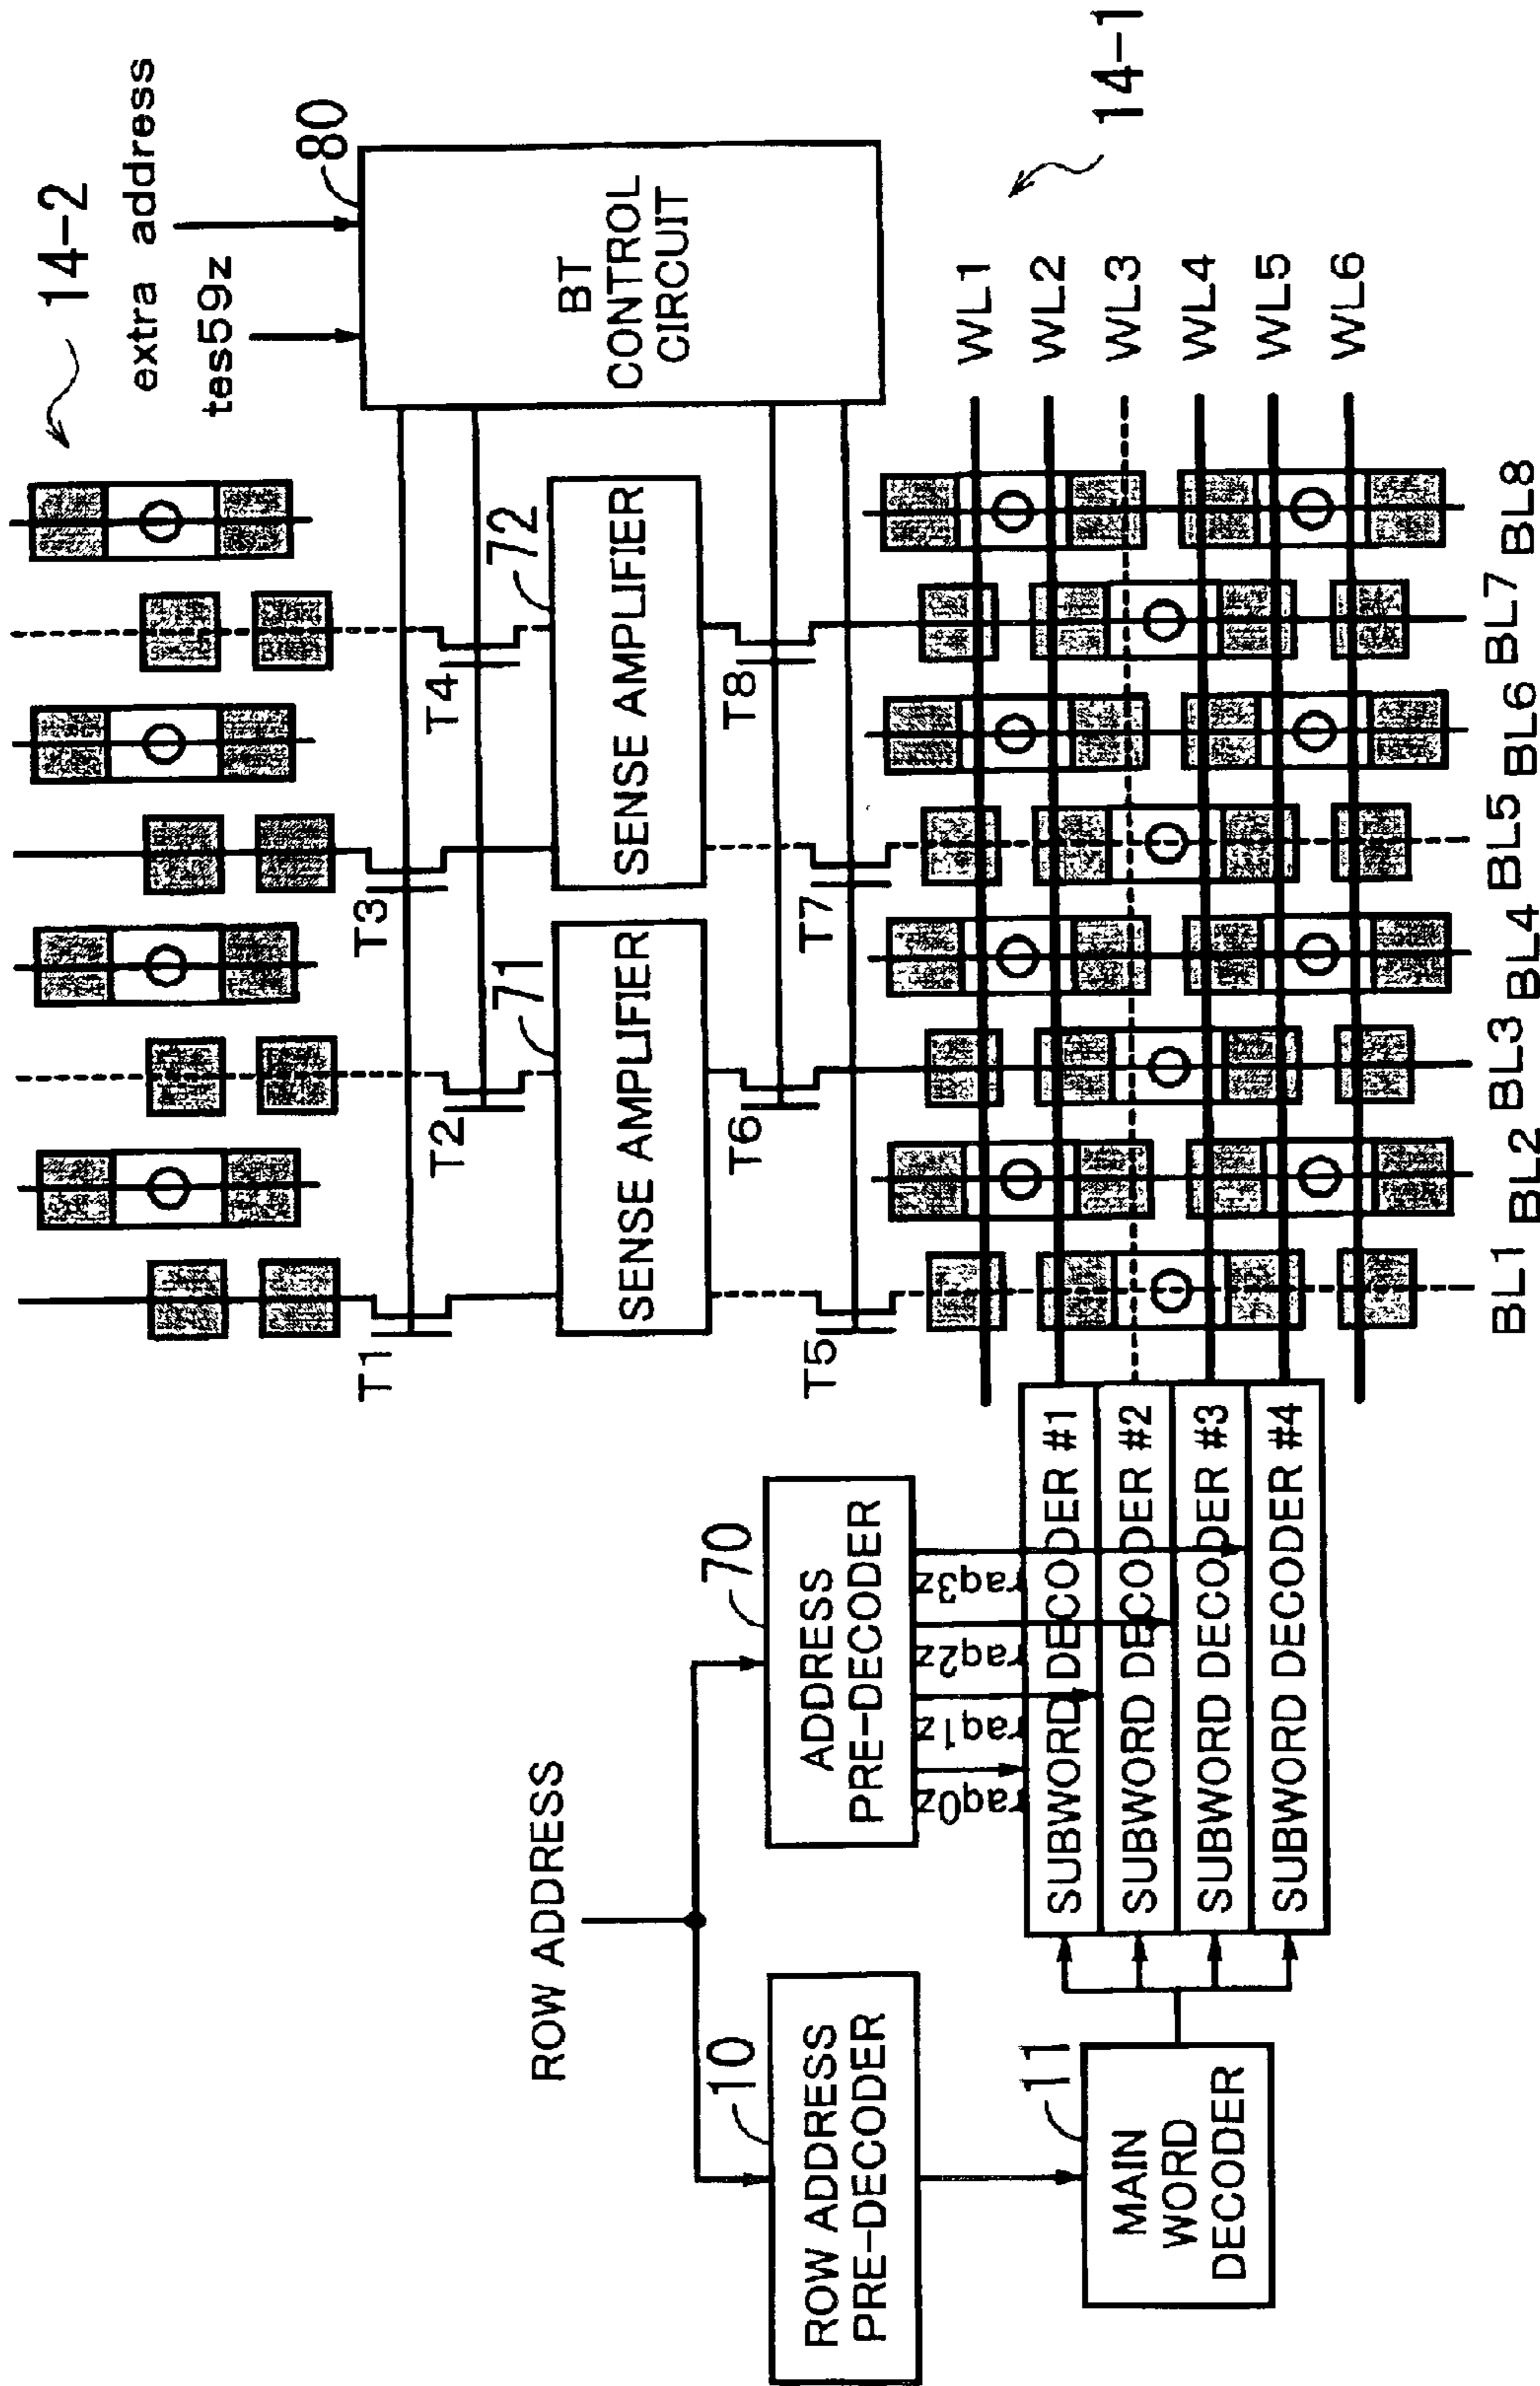 ROW ADDRESS
10
ROW ADDRESS
PRE-DECODER
11
MAIN
WORD
DECODER
70
ADDRESS
PRE-DECODER
raq0z
raq1z
raq2z
raq3z
SUBWORD DECODER #1
SUBWORD DECODER #2
SUBWORD DECODER #3
SUBWORD DECODER #4
14-2
extra address
tes59z
80
BT
CONTROL
CIRCUIT
T1
T2
T3
T4
71
SENSE AMPLIFIER
72
SENSE AMPLIFIER
T5
T6
T7
T8
14-1
WL1
WL2
WL3
WL4
WL5
WL6
BL1
BL2
BL3
BL4
BL5
BL6
BL7
BL8